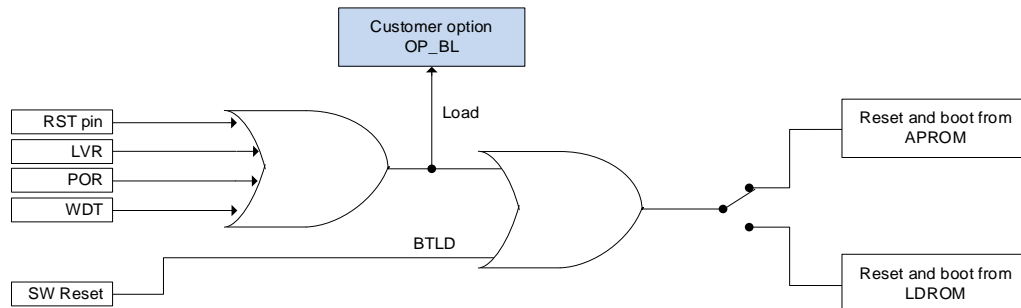 Customer option
OP_BL
Load
RST pin
LVR
POR
WDT
BTLD
SW Reset
Reset and boot from
APROM
Reset and boot from
LDROM